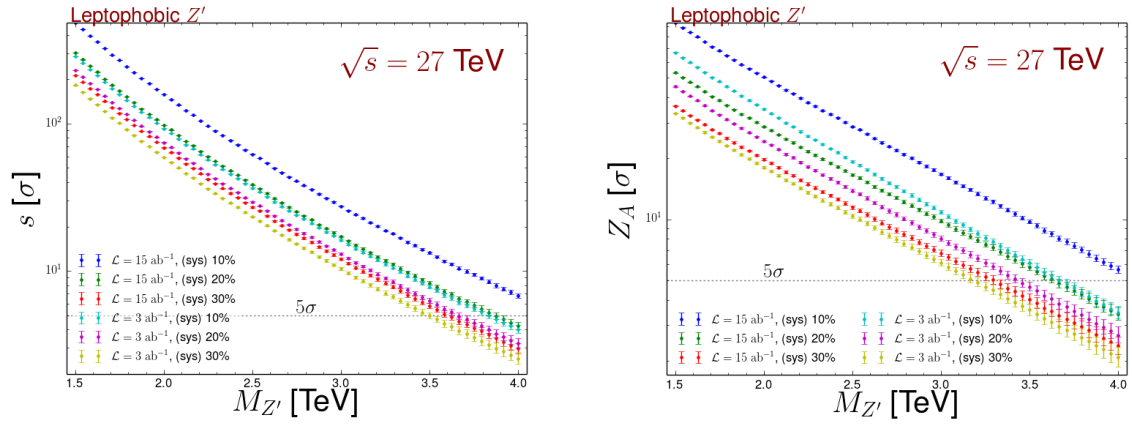 Leptophobic Z′
√s = 27 TeV
s [σ]
10²
10¹
5σ
ℒ = 15 ab⁻¹, (sys) 10%
ℒ = 15 ab⁻¹, (sys) 20%
ℒ = 15 ab⁻¹, (sys) 30%
ℒ = 3 ab⁻¹, (sys) 10%
ℒ = 3 ab⁻¹, (sys) 20%
ℒ = 3 ab⁻¹, (sys) 30%
1.5 2.0 2.5 3.0 3.5 4.0
M_Z′ [TeV]
Leptophobic Z′
√s = 27 TeV
Z_A [σ]
10¹
5σ
ℒ = 15 ab⁻¹, (sys) 10% ℒ = 3 ab⁻¹, (sys) 10%
ℒ = 15 ab⁻¹, (sys) 20% ℒ = 3 ab⁻¹, (sys) 20%
ℒ = 15 ab⁻¹, (sys) 30% ℒ = 3 ab⁻¹, (sys) 30%
1.5 2.0 2.5 3.0 3.5 4.0
M_Z′ [TeV]